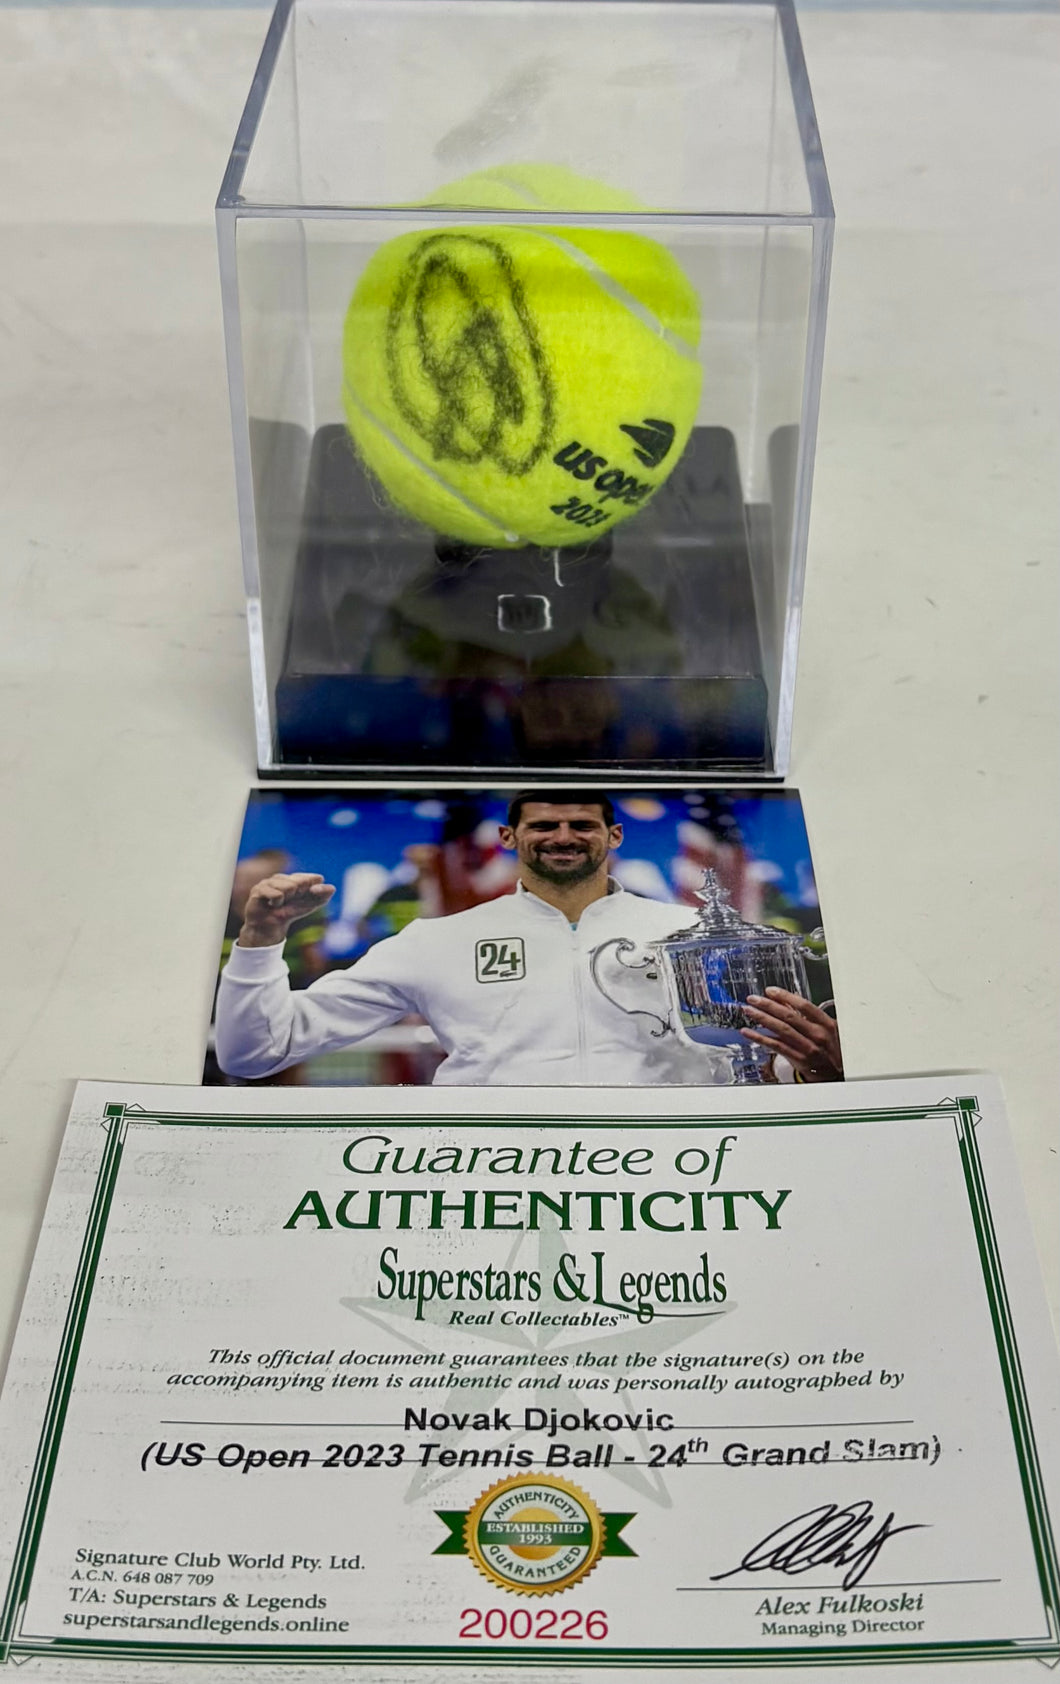 us open
2023
24
Guarantee of
AUTHENTICITY
Superstars & Legends
Real Collectables™
This official document guarantees that the signature(s) on the
accompanying item is authentic and was personally autographed by
Novak Djokovic
(US Open 2023 Tennis Ball - 24th Grand Slam)
AUTHENTICITY
ESTABLISHED
1993
GUARANTEED
200226
Signature Club World Pty. Ltd.
A.C.N. 648 087 709
T/A: Superstars & Legends
superstarsandlegends.online
Alex Fulkoski
Managing Director